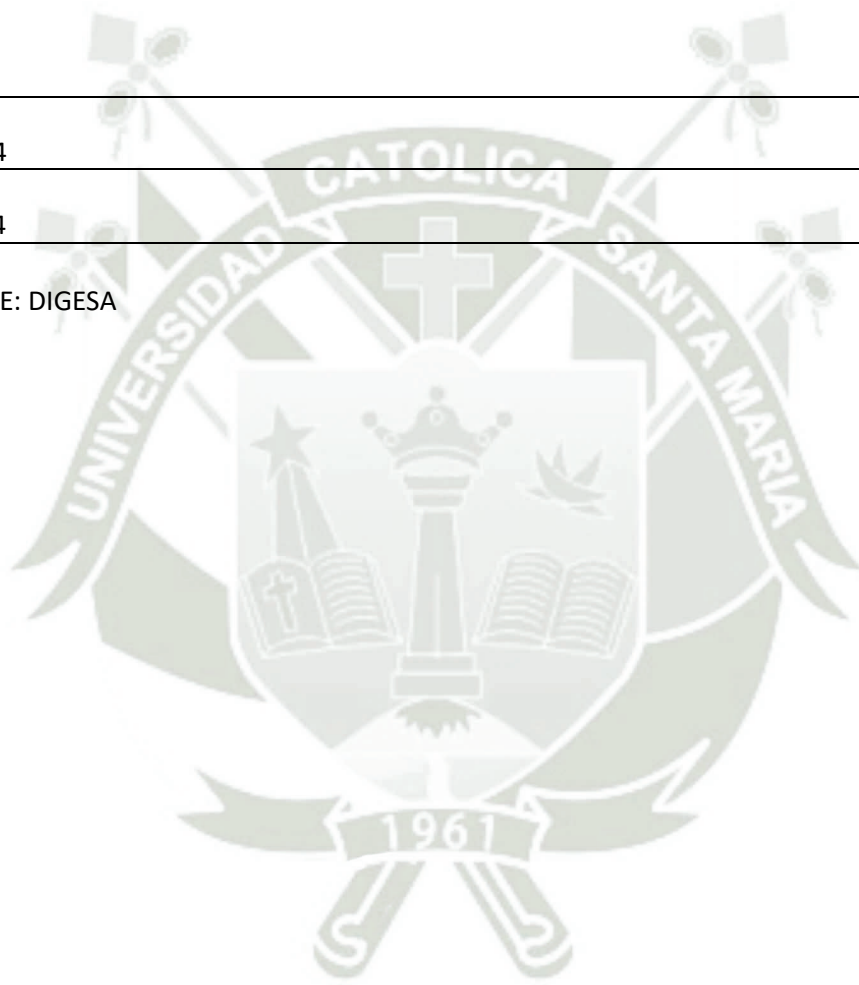 4
4
E: DIGESA
CATOLICA
UNIVERSIDAD
SANTA MARIA
1961